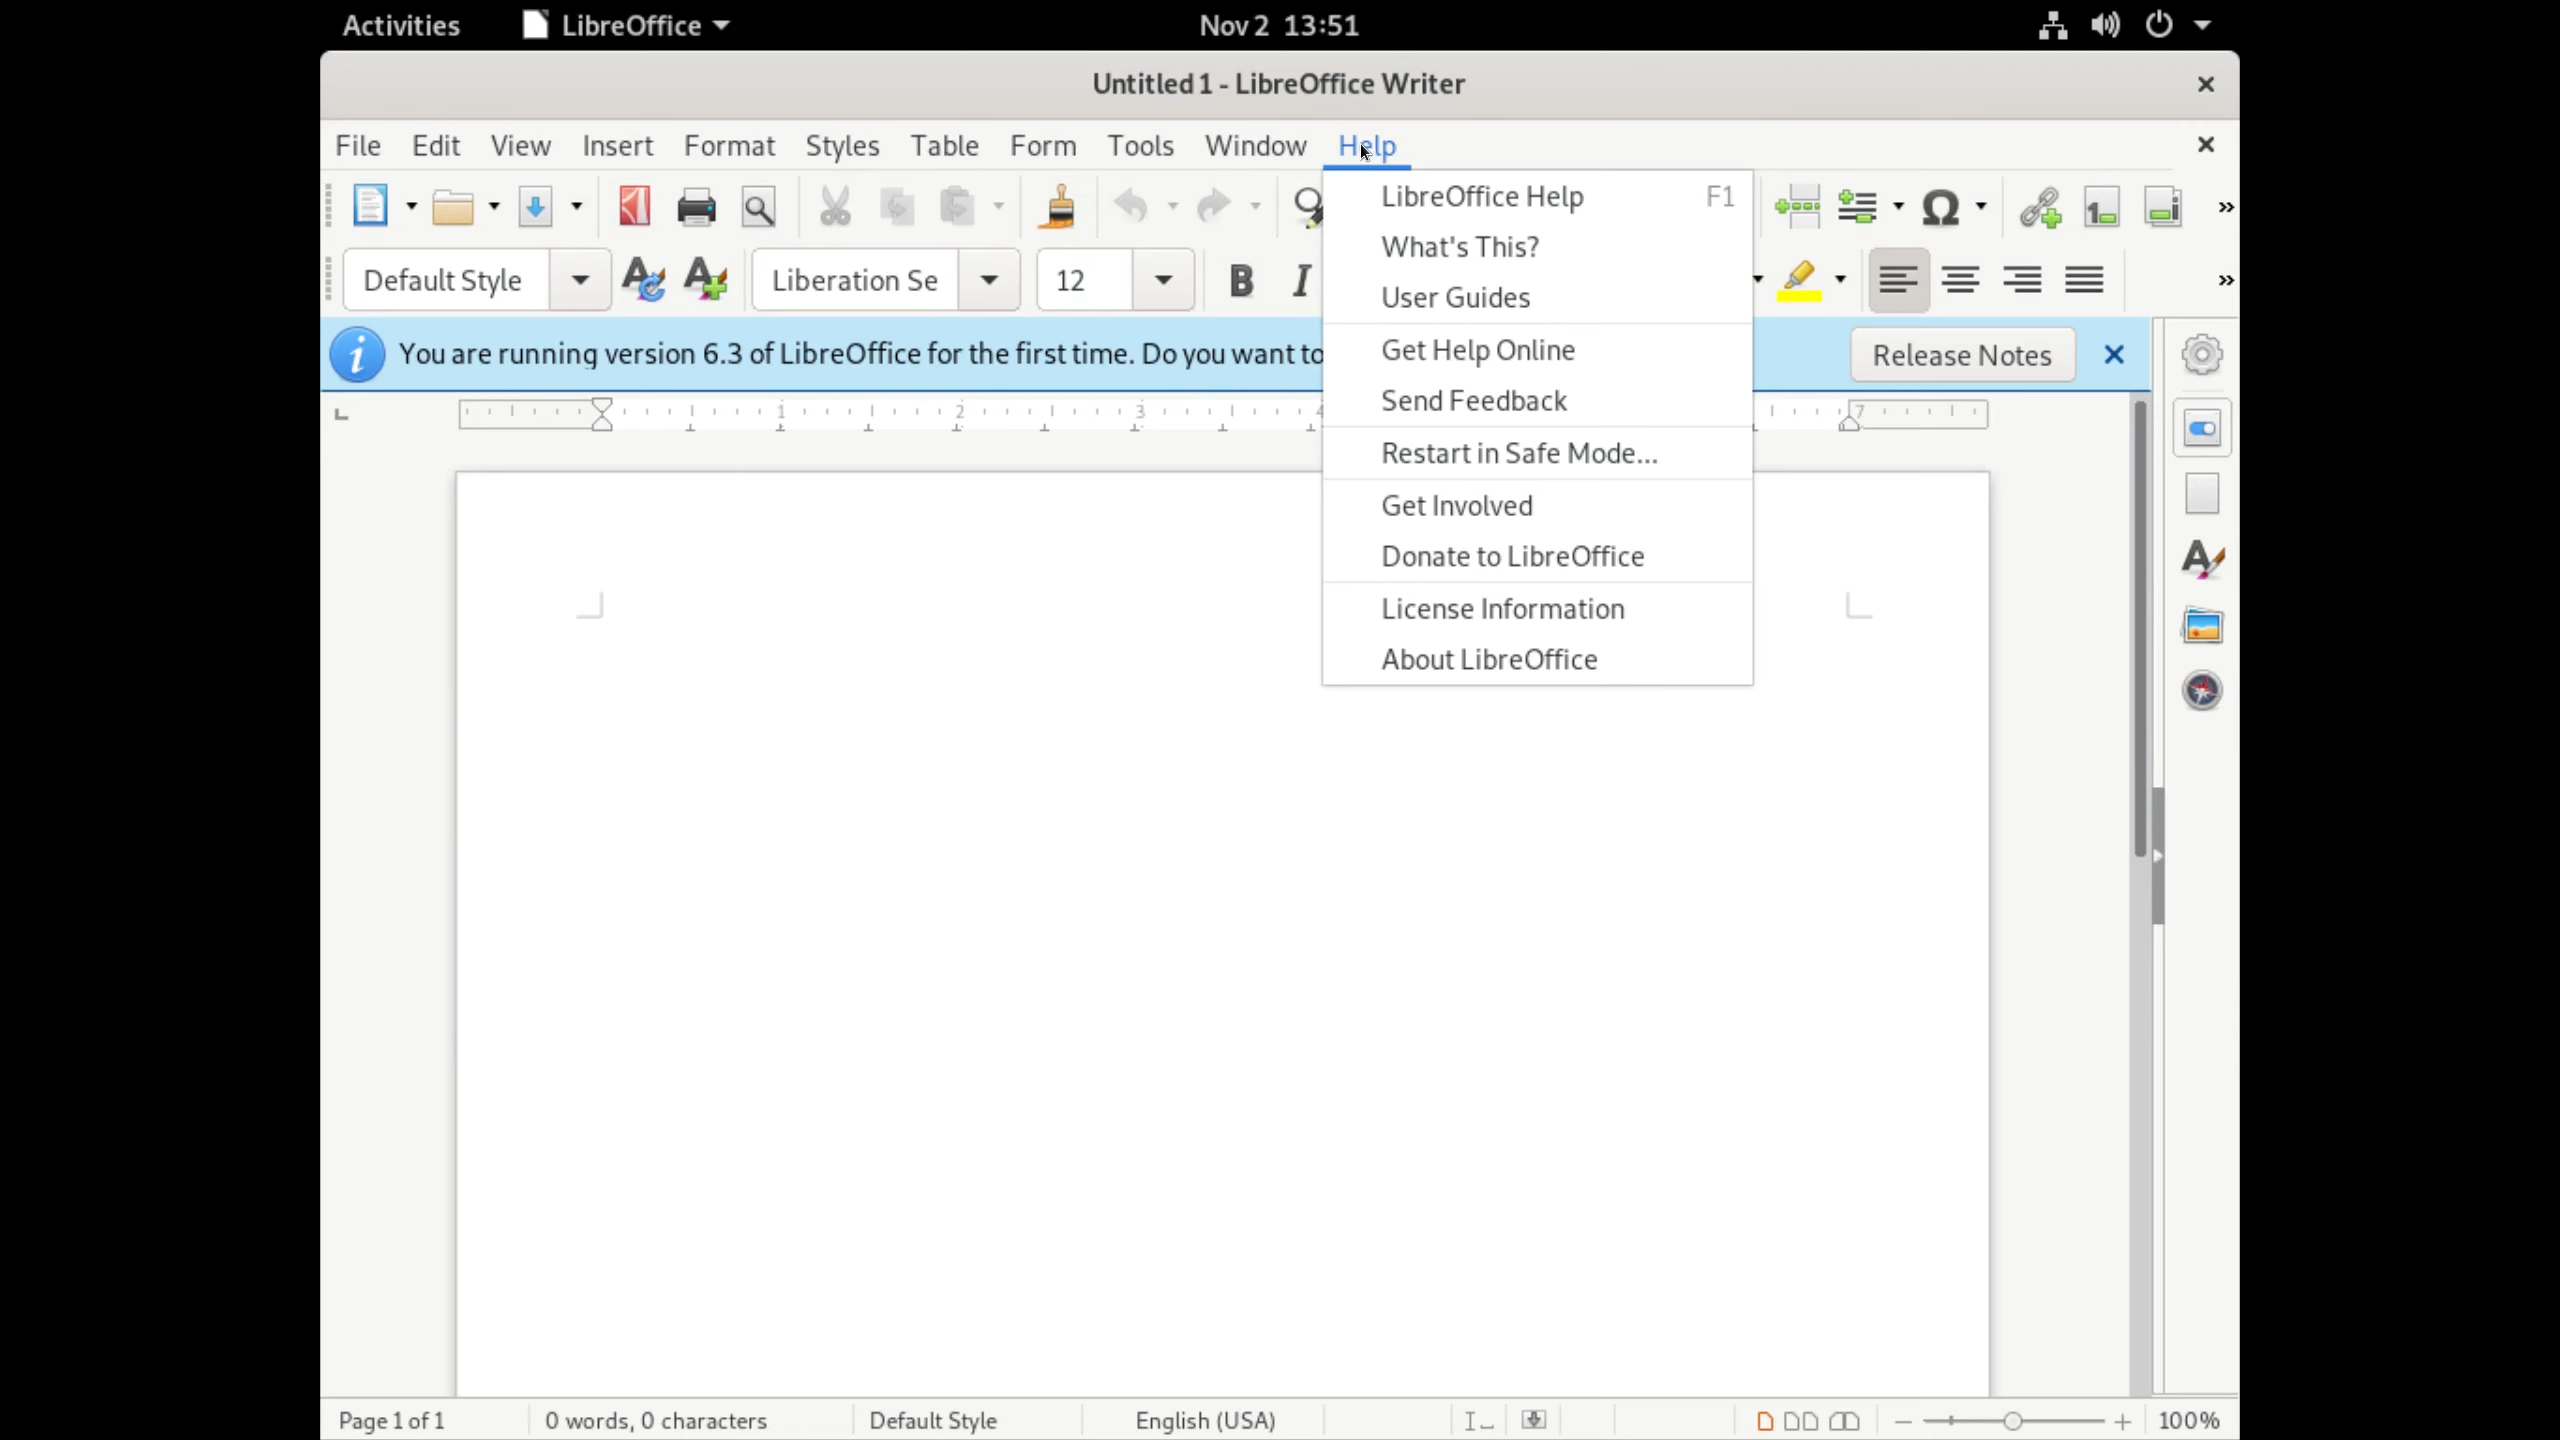 Activities LibreOffice Nov 2 13:51
Untitled 1 - LibreOffice Writer
File Edit View Insert Format Styles Table Form Tools Window Help
LibreOffice Help F1
What's This?
User Guides
Get Help Online
Send Feedback
Restart in Safe Mode...
Get Involved
Donate to LibreOffice
License Information
About LibreOffice
Default Style Liberation Se 12 B I
You are running version 6.3 of LibreOffice for the first time. Do you want to Release Notes
1 2 3 7
Page 1 of 1 0 words, 0 characters Default Style English (USA) 100%